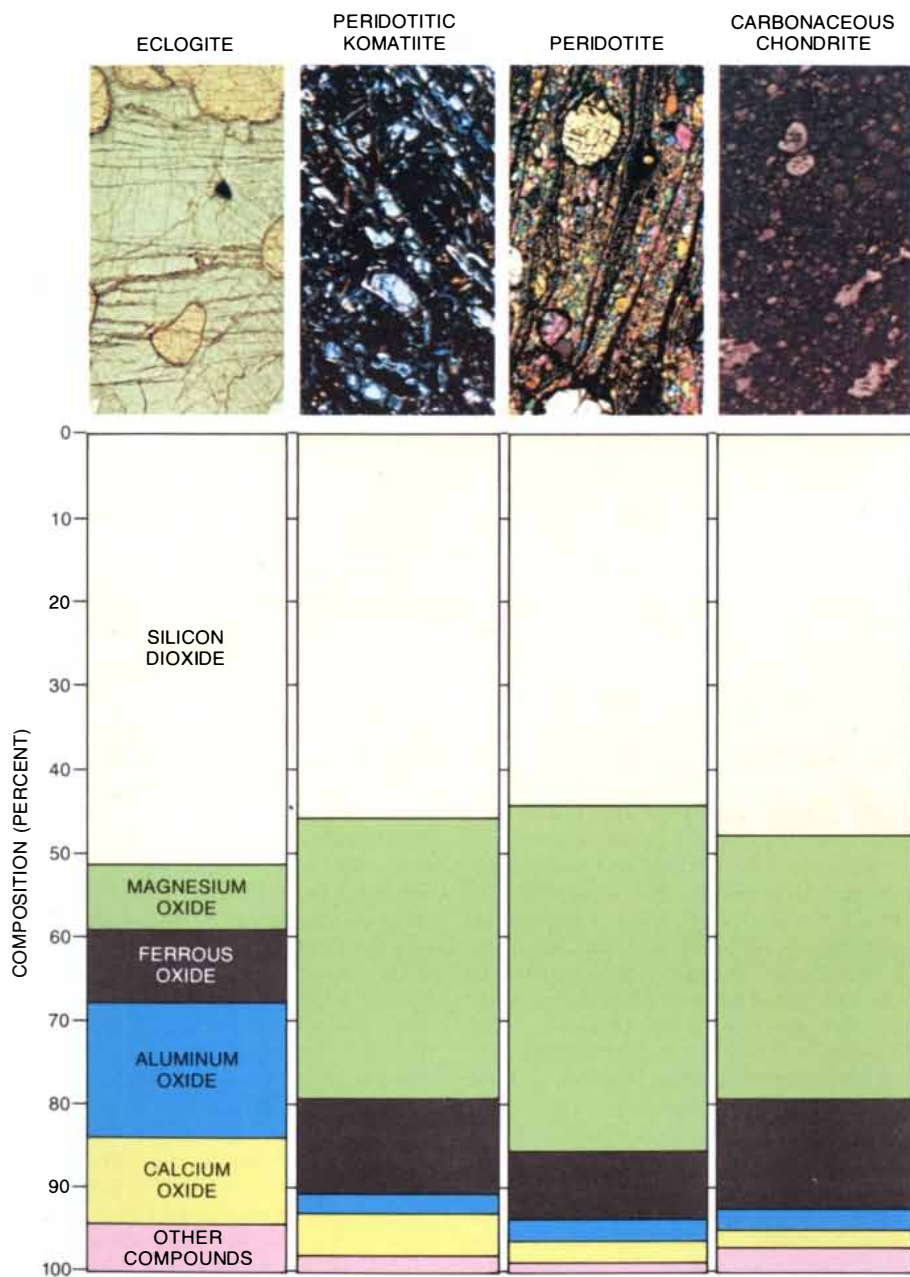 ECLOGITE
PERIDOTITIC
KOMATIITE
PERIDOTITE
CARBONACEOUS
CHONDRITE
COMPOSITION (PERCENT)
0
10
20
30
40
50
60
70
80
90
100
SILICON
DIOXIDE
MAGNESIUM
OXIDE
FERROUS
OXIDE
ALUMINUM
OXIDE
CALCIUM
OXIDE
OTHER
COMPOUNDS